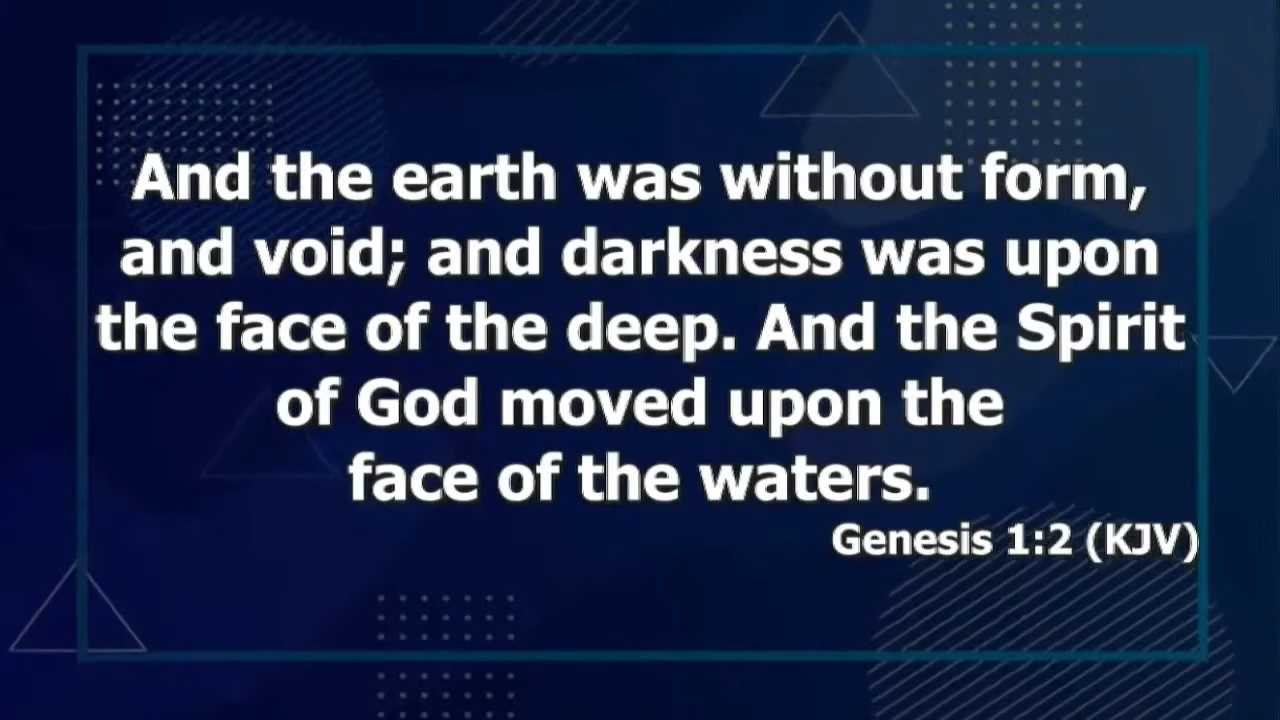 And the earth was without form,
and void; and darkness was upon
the face of the deep. And the Spirit
of God moved upon the
face of the waters.
Genesis 1:2 (KJV)